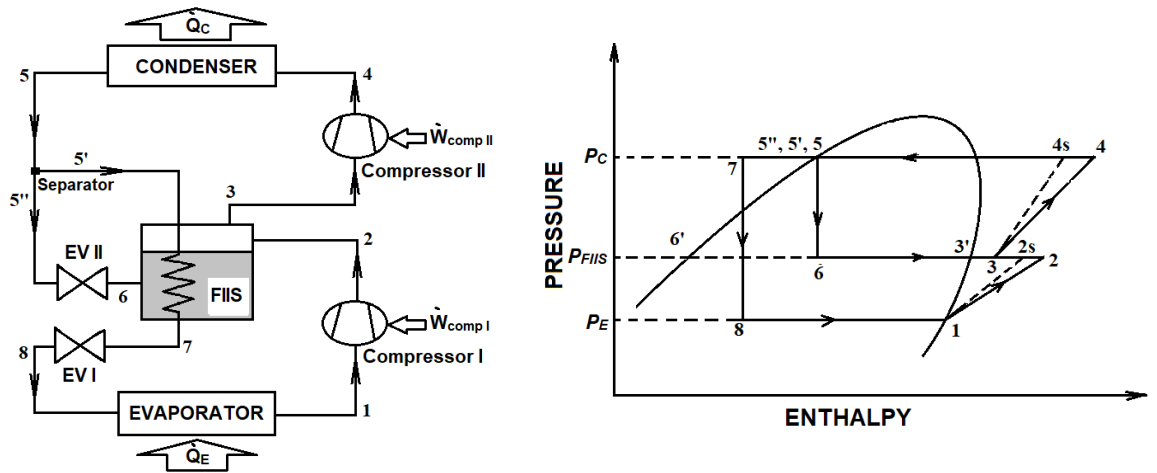 Q̇C
CONDENSER
5
4
Ẇcomp II
Compressor II
5'
Separator
5''
3
2
EV II
6
FIIS
Ẇcomp I
Compressor I
EV I
8
7
EVAPORATOR
1
Q̇E
PRESSURE
PC
7
5'', 5', 5
4s
4
6'
PFIIS
6
3'
3
2s
2
PE
8
1
ENTHALPY